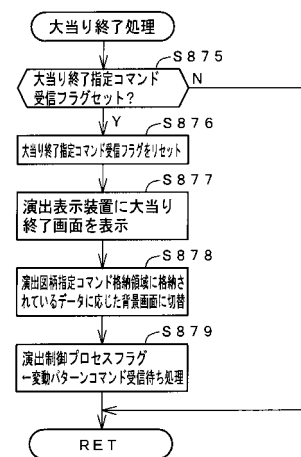 大当り終了処理
S875
大当り終了指定コマンド
受信フラグセット?
N
Y
S876
大当り終了指定コマンド受信フラグをリセット
S877
演出表示装置に大当り
終了画面を表示
S878
演出図柄指定コマンド格納領域に格納さ
れているデータに応じた背景画面に切替
S879
演出制御プロセスフラグ
←変動パターンコマンド受信待ち処理
RET